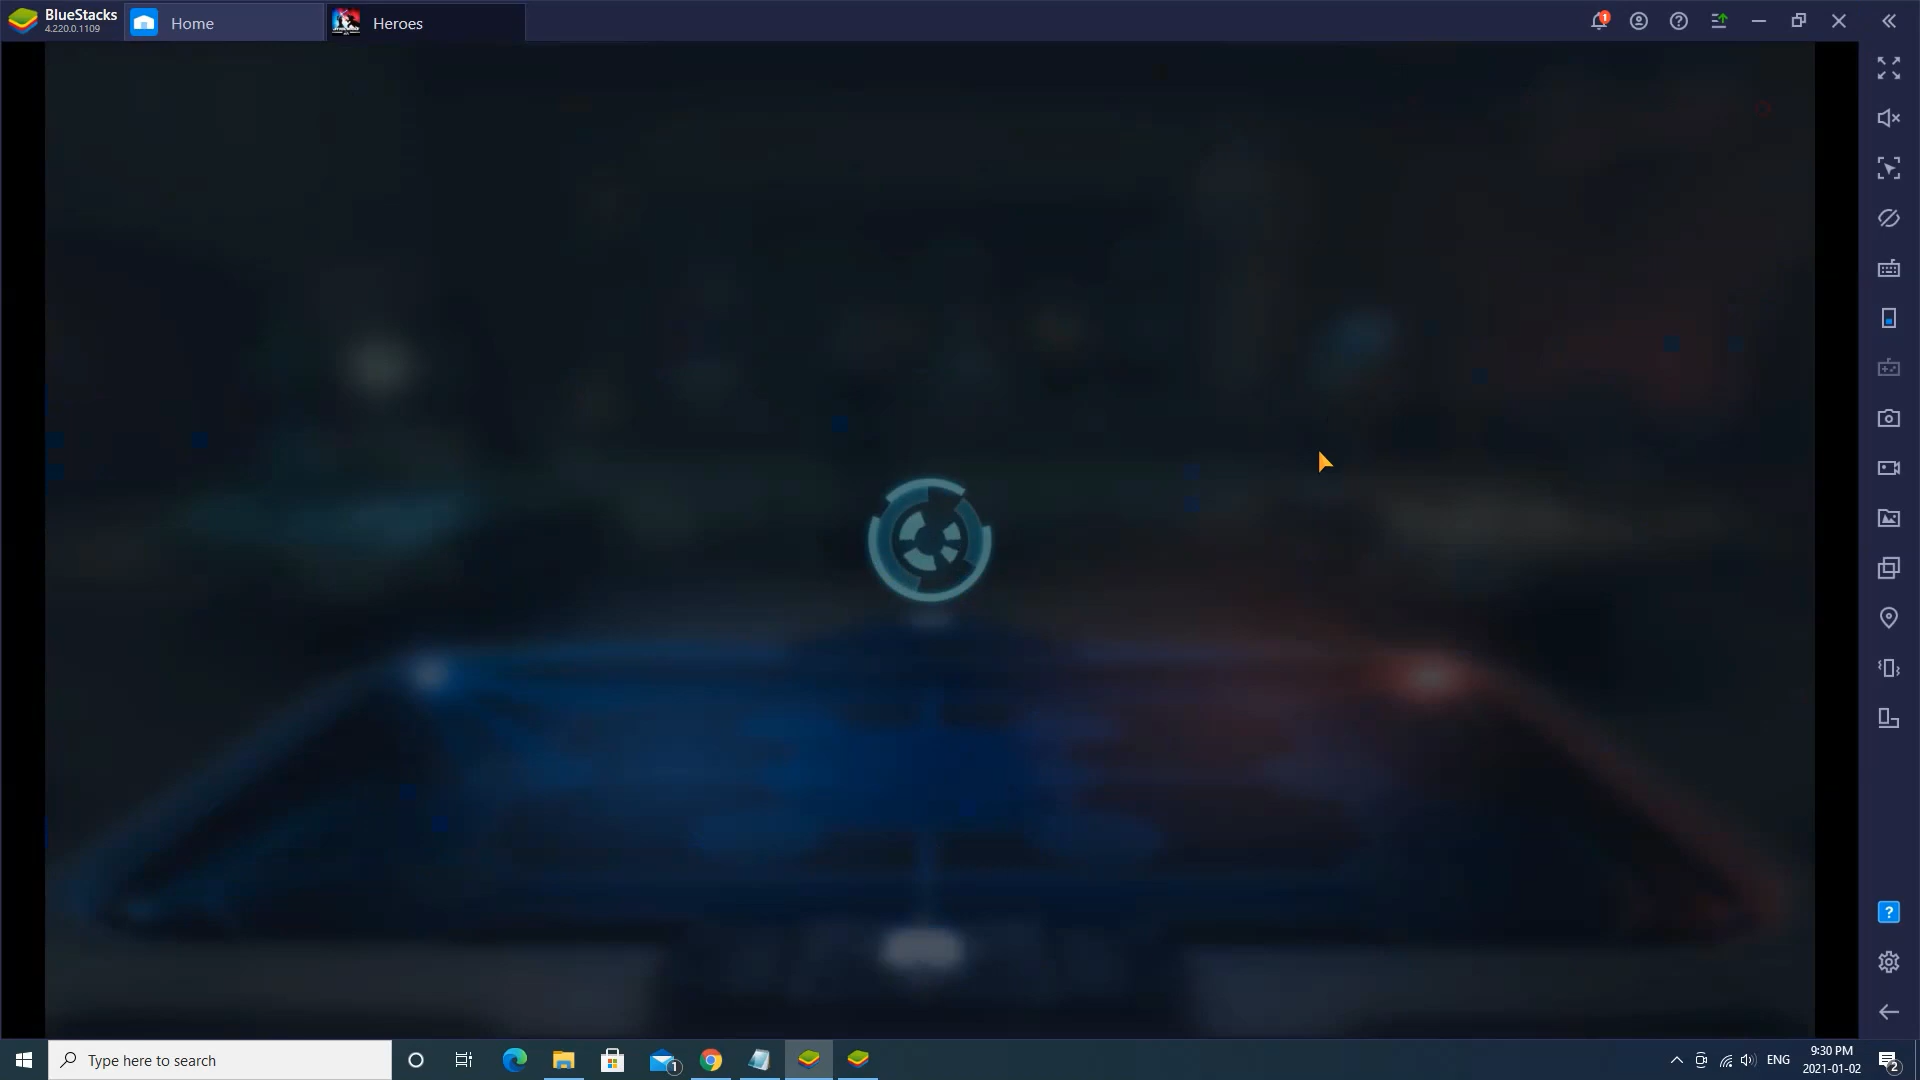 BlueStacks
4.220.0.1109
Home
Heroes
1
?
Type here to search
1
ENG
9:30 PM
2021-01-02
2